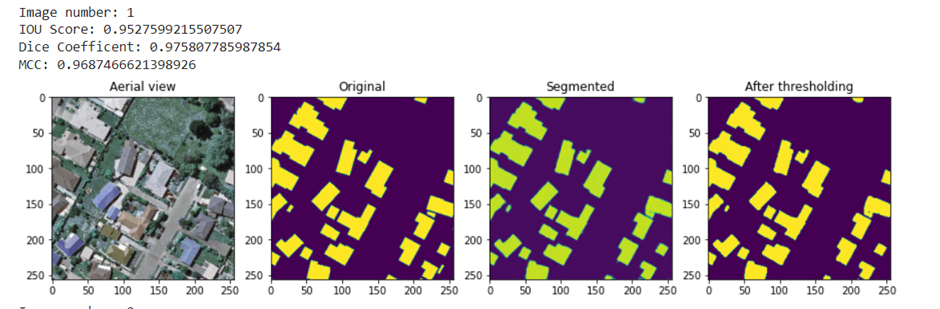 Image number: 1
IOU Score: 0.9527599215507507
Dice Coefficent: 0.975807785987854
MCC: 0.9687466621398926
Aerial view Original Segmented After thresholding
0 0 0 0
50 50 50 50
100 100 100 100
150 150 150 150
200 200 200 200
250 250 250 250
0 50 100 150 200 250 0 50 100 150 200 250 0 50 100 150 200 250 0 50 100 150 200 250